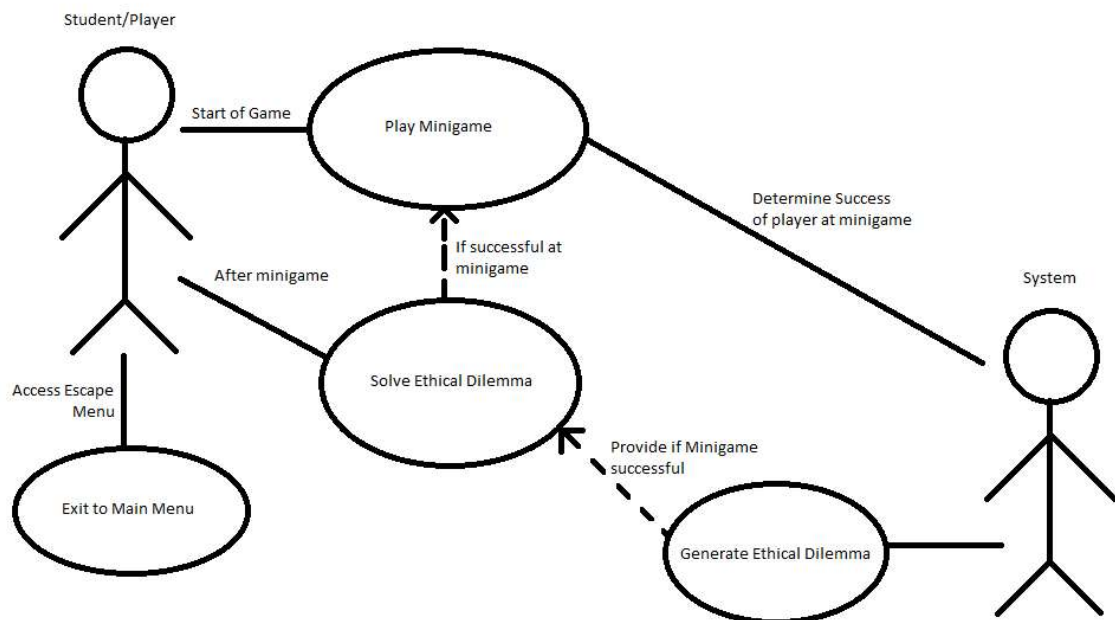 Student/Player
Start of Game
Play Minigame
Determine Success
of player at minigame
If successful at
minigame
After minigame
System
Solve Ethical Dilemma
Access Escape
Menu
Provide if Minigame
successful
Exit to Main Menu
Generate Ethical Dilemma